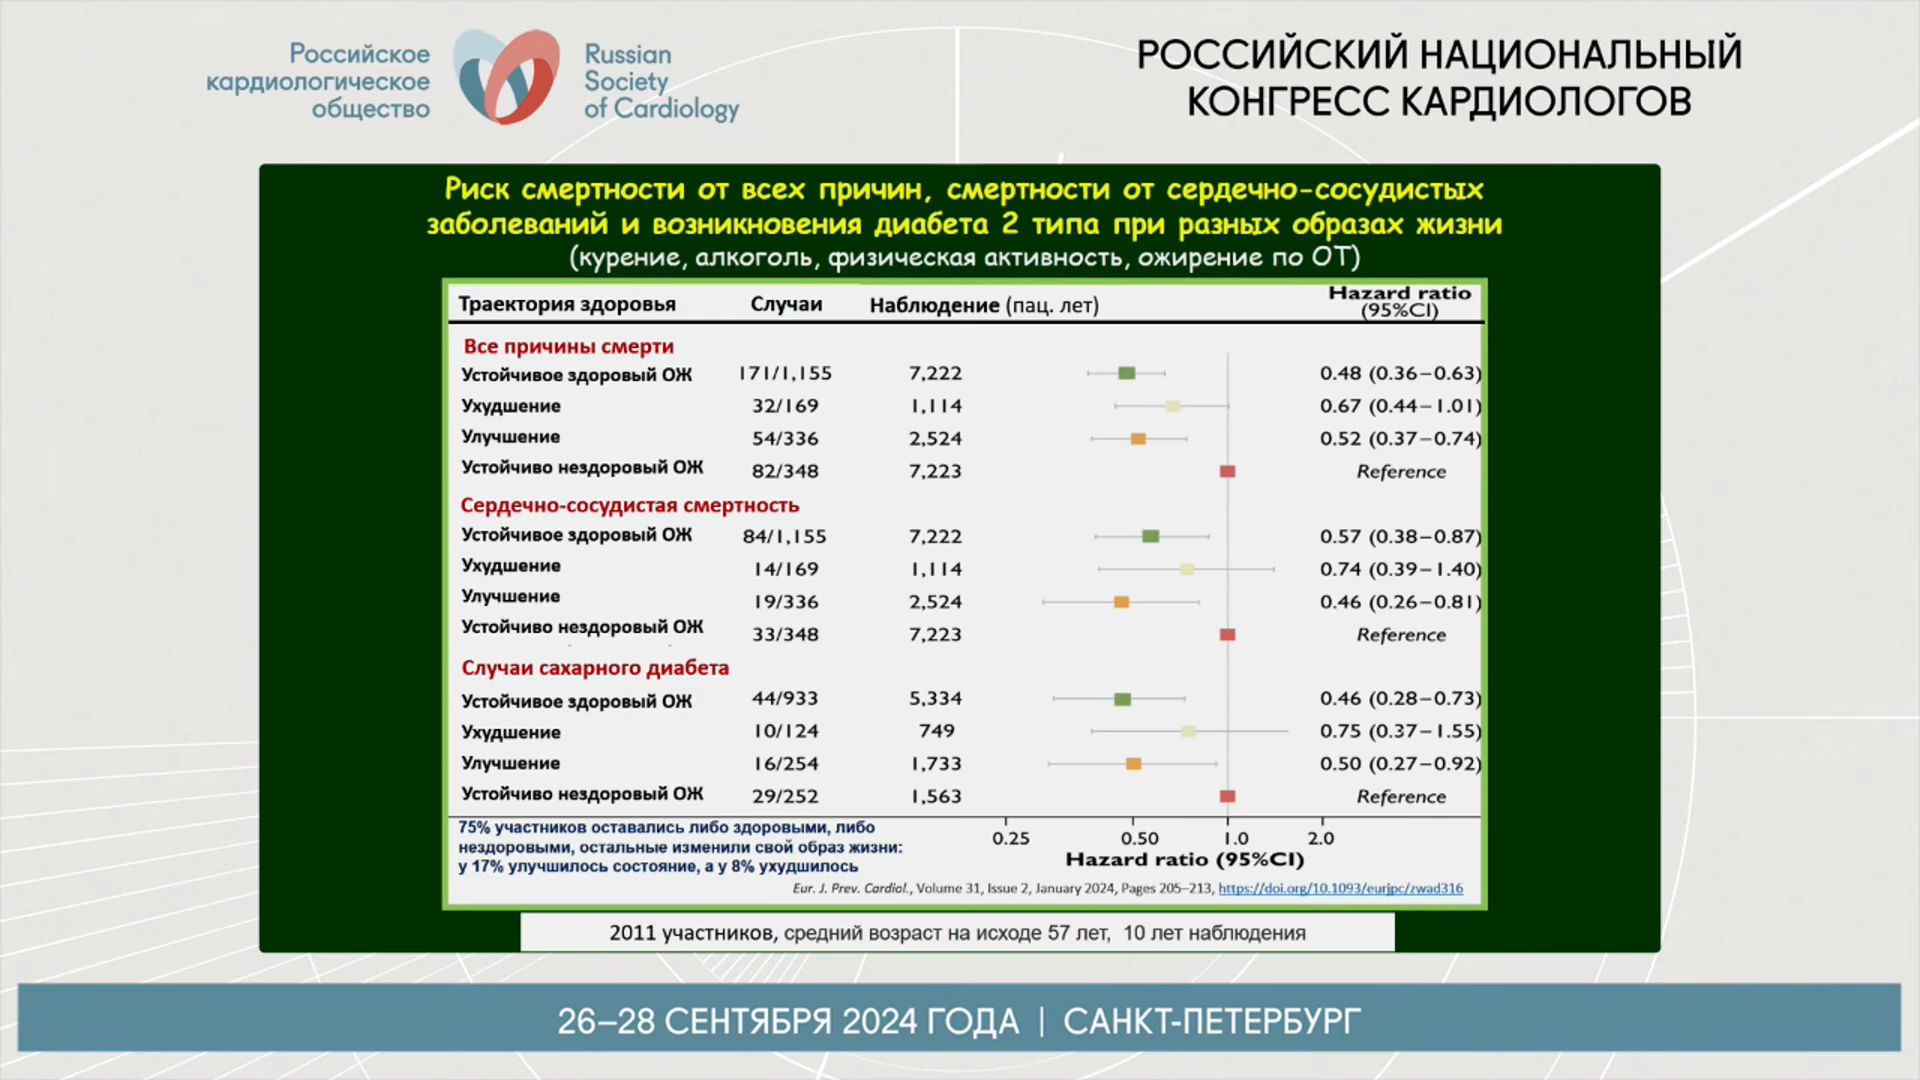 Российское
кардиологическое
общество
Russian
Society
of Cardiology
РОССИЙСКИЙ НАЦИОНАЛЬНЫЙ
КОНГРЕСС КАРДИОЛОГОВ
Риск смертности от всех причин, смертности от сердечно-сосудистых
заболеваний и возникновения диабета 2 типа при разных образах жизни
(курение, алкоголь, физическая активность, ожирение по ОТ)
Траектория здоровья Случаи Наблюдение (пац. лет) Hazard ratio
(95%CI)
Все причины смерти
Устойчивое здоровый ОЖ 171/1,155 7,222 0.48 (0.36–0.63)
Ухудшение 32/169 1,114 0.67 (0.44–1.01)
Улучшение 54/336 2,524 0.52 (0.37–0.74)
Устойчиво нездоровый ОЖ 82/348 7,223 Reference
Сердечно-сосудистая смертность
Устойчивое здоровый ОЖ 84/1,155 7,222 0.57 (0.38–0.87)
Ухудшение 14/169 1,114 0.74 (0.39–1.40)
Улучшение 19/336 2,524 0.46 (0.26–0.81)
Устойчиво нездоровый ОЖ 33/348 7,223 Reference
Случаи сахарного диабета
Устойчивое здоровый ОЖ 44/933 5,334 0.46 (0.28–0.73)
Ухудшение 10/124 749 0.75 (0.37–1.55)
Улучшение 16/254 1,733 0.50 (0.27–0.92)
Устойчиво нездоровый ОЖ 29/252 1,563 Reference
0.25 0.50 1.0 2.0
Hazard ratio (95%CI)
75% участников оставались либо здоровыми, либо
нездоровыми, остальные изменили свой образ жизни:
у 17% улучшилось состояние, а у 8% ухудшилось
Eur. J. Prev. Cardiol., Volume 31, Issue 2, January 2024, Pages 205–213, https://doi.org/10.1093/eurjpc/zwad316
2011 участников, средний возраст на исходе 57 лет, 10 лет наблюдения
26–28 СЕНТЯБРЯ 2024 ГОДА | САНКТ-ПЕТЕРБУРГ